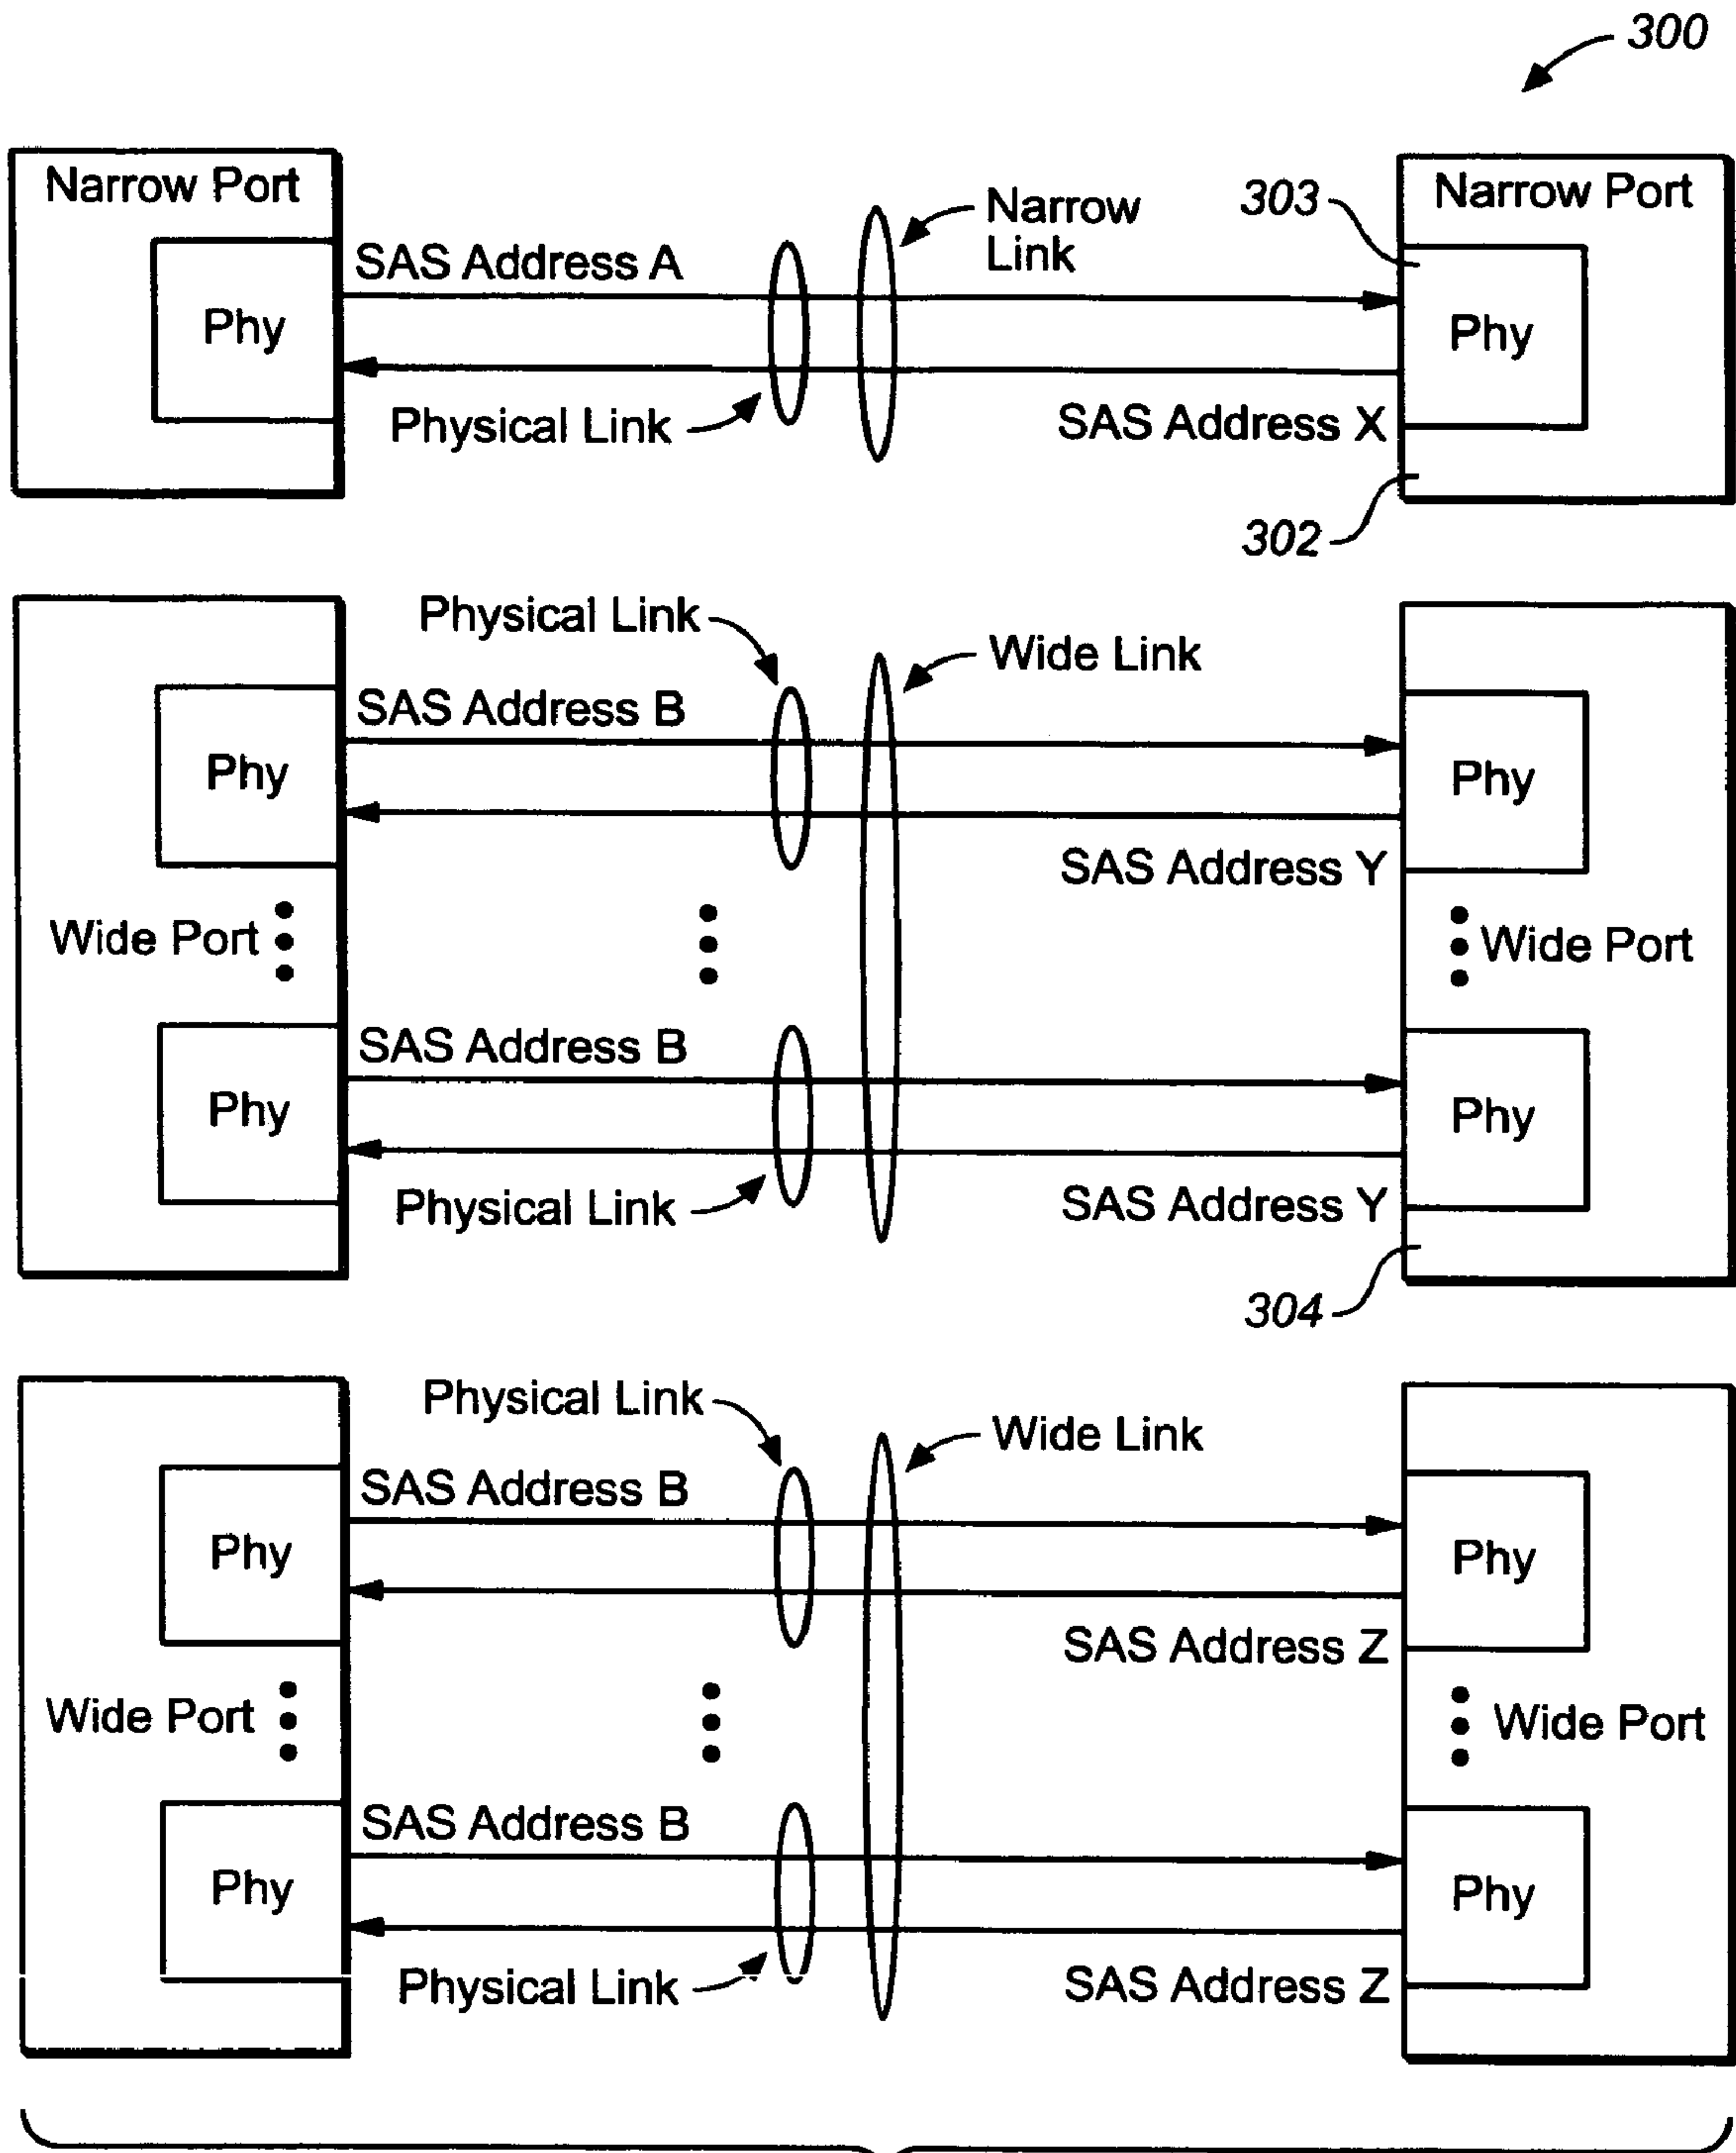 300
Narrow Port
Narrow Port
303
Narrow
Link
SAS Address A
Phy
Phy
Physical Link
SAS Address X
302
Physical Link
Wide Link
SAS Address B
Phy
Phy
SAS Address Y
Wide Port
Wide Port
SAS Address B
Phy
Phy
Physical Link
SAS Address Y
304
Physical Link
Wide Link
SAS Address B
Phy
Phy
SAS Address Z
Wide Port
Wide Port
SAS Address B
Phy
Phy
Physical Link
SAS Address Z